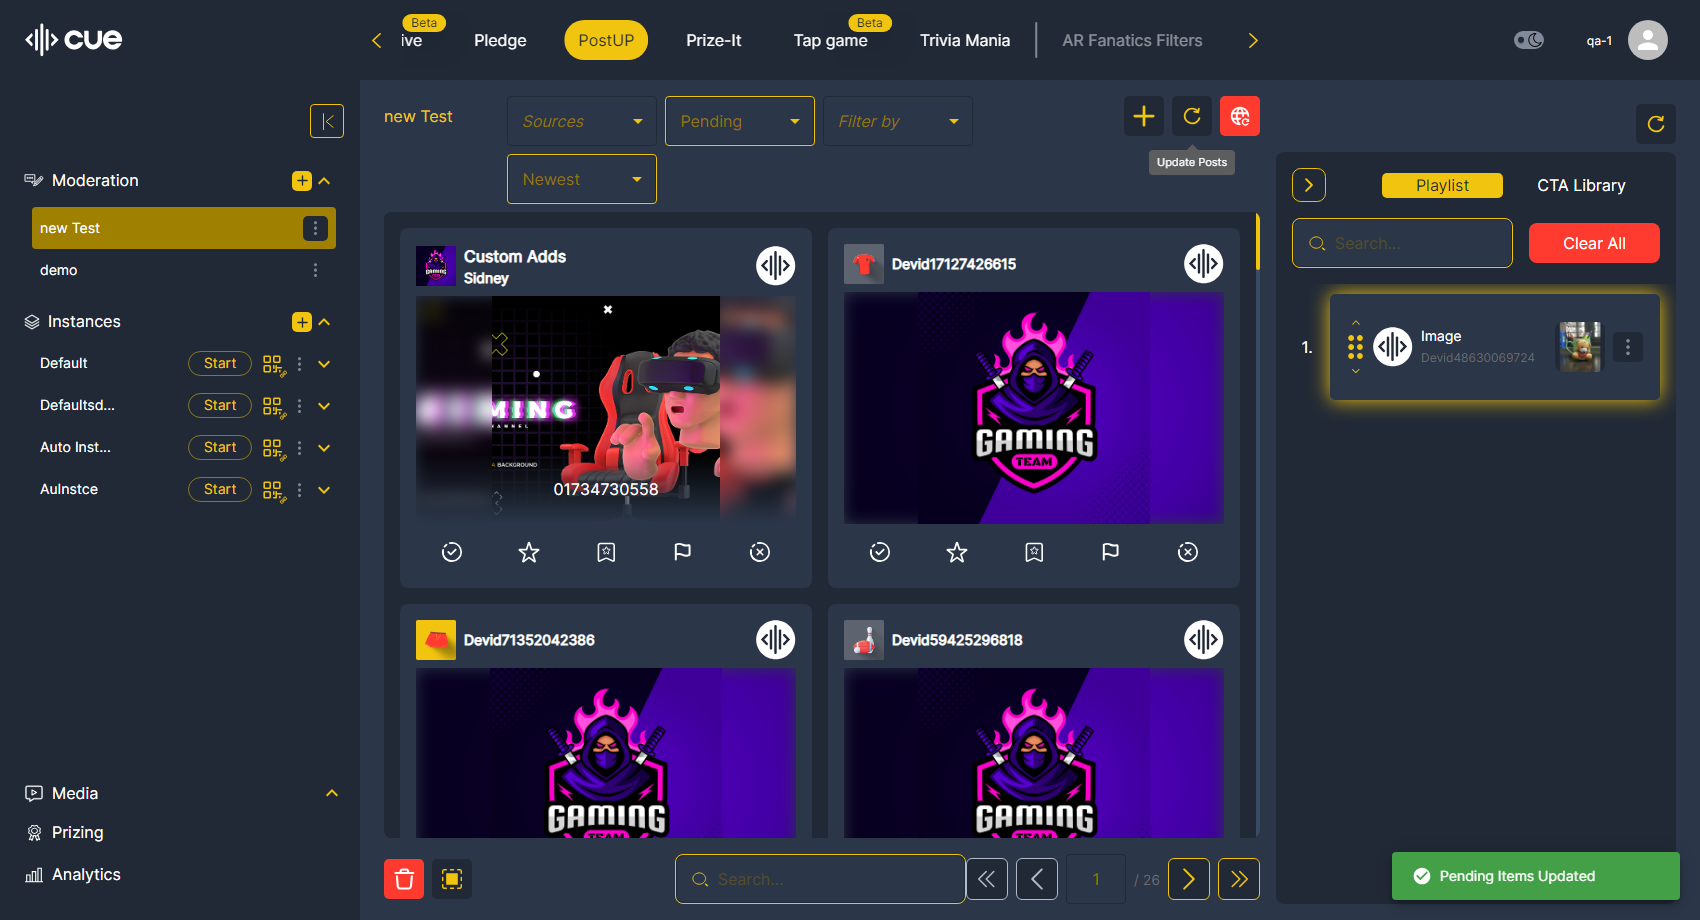 cue
Beta
ive
Pledge
PostUP
Prize-It
Beta
Tap game
Trivia Mania
AR Fanatics Filters
qa-1
new Test
Sources
Pending
Filter by
Newest
Update Posts
Moderation
new Test
demo
Instances
Default
Start
Defaultsd...
Start
Auto Inst...
Start
AuInstce
Start
Media
Prizing
Analytics
Custom Adds
Sidney
MING
BACKGROUND
01734730558
Devid17127426615
GAMING
TEAM
Devid71352042386
GAMING
TEAM
Devid59425296818
GAMING
TEAM
Search...
1
/ 26
Playlist
CTA Library
Search...
Clear All
1.
Image
Devid48630069724
Pending Items Updated